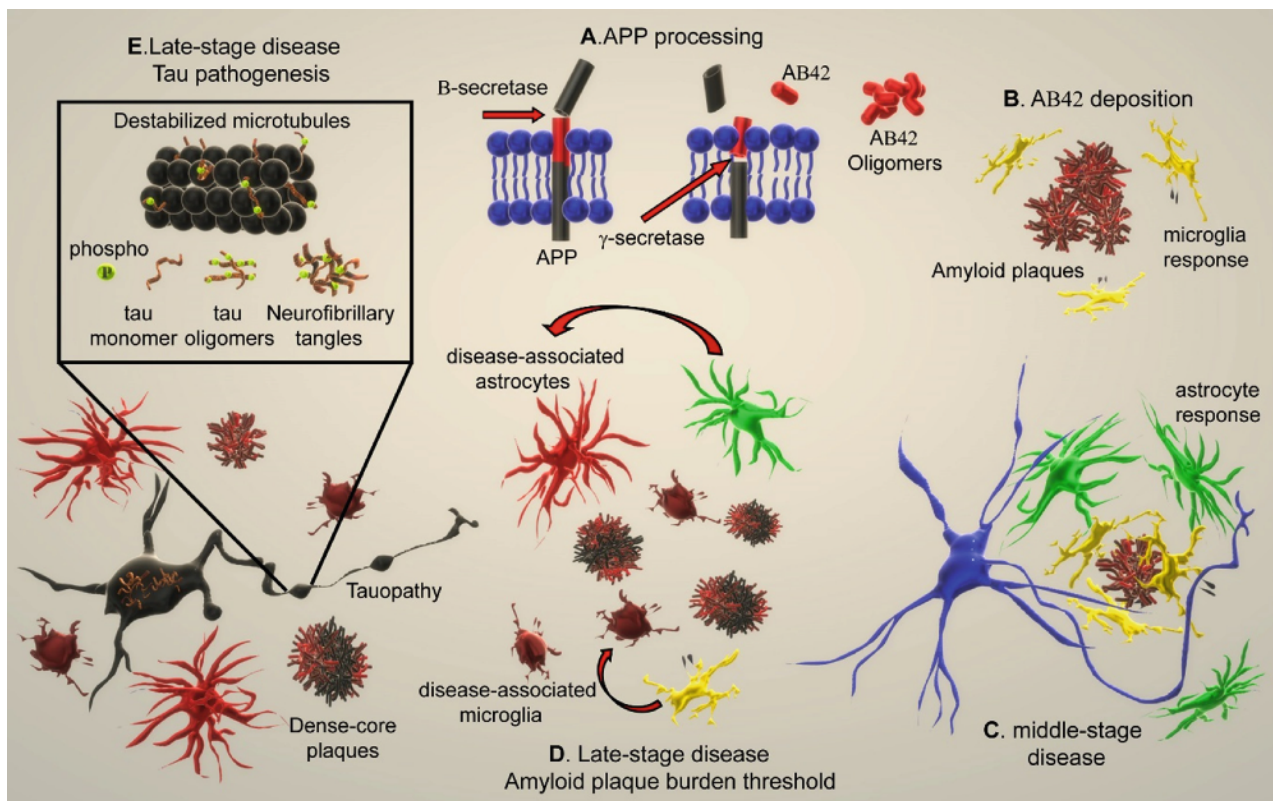 A.APP processing
B-secretase
AB42
AB42
Oligomers
γ-secretase
APP
B. AB42 deposition
microglia
response
Amyloid plaques
astrocyte
response
C. middle-stage
disease
disease-associated
astrocytes
disease-associated
microglia
D. Late-stage disease
Amyloid plaque burden threshold
E.Late-stage disease
Tau pathogenesis
Destabilized microtubules
phospho
P
tau
monomer
tau
oligomers
Neurofibrillary
tangles
Tauopathy
Dense-core
plaques